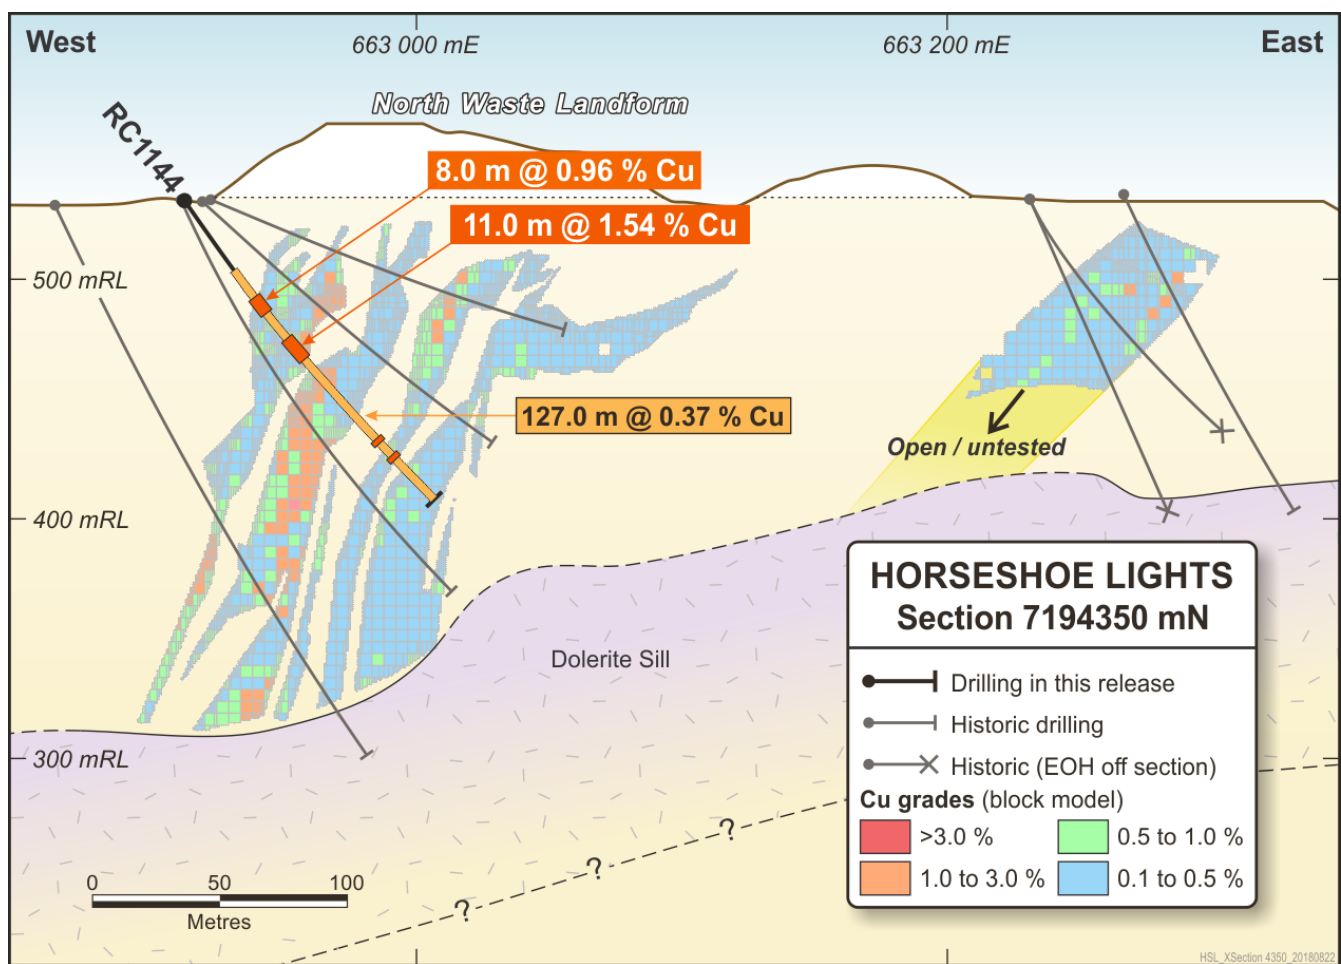 West
663 000 mE
663 200 mE
East
North Waste Landform
RC1144
8.0 m @ 0.96 % Cu
11.0 m @ 1.54 % Cu
500 mRL
127.0 m @ 0.37 % Cu
Open / untested
400 mRL
HORSESHOE LIGHTS
Section 7194350 mN
Dolerite Sill
Drilling in this release
Historic drilling
300 mRL
Historic (EOH off section)
Cu grades (block model)
>3.0 %
0.5 to 1.0 %
1.0 to 3.0 %
0.1 to 0.5 %
?
?
?
0 50 100
Metres
HSL_XSection 4350_20180822